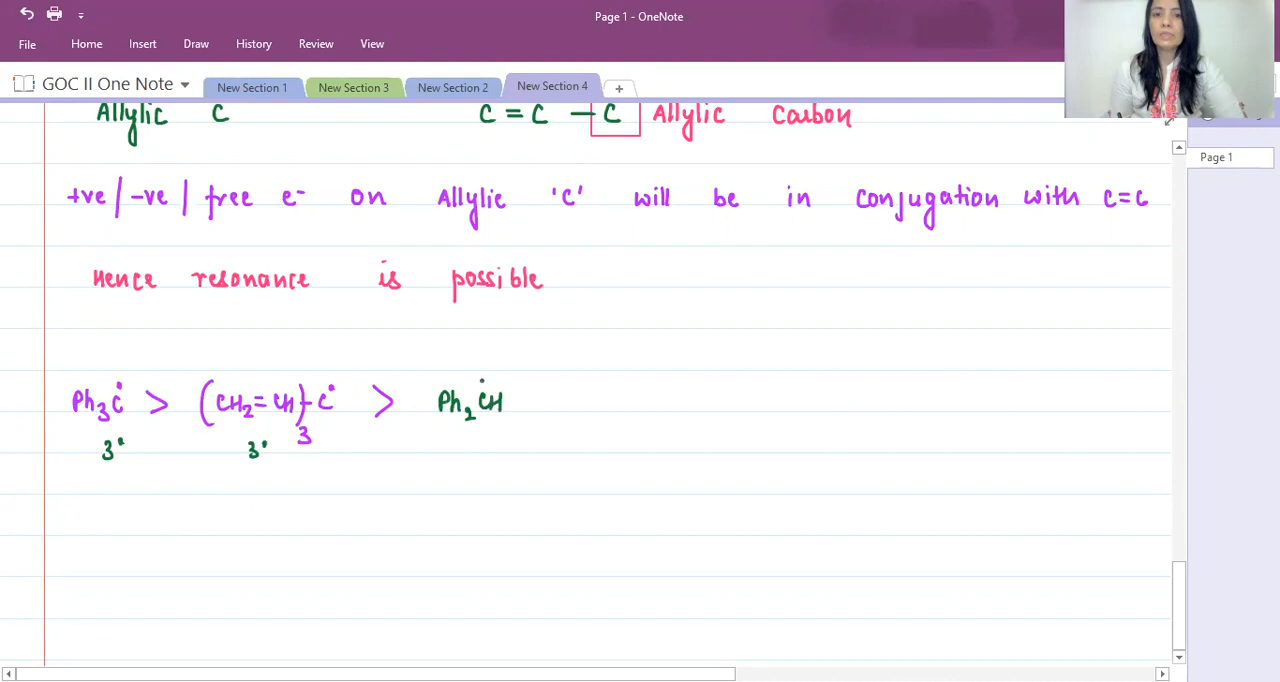 Page 1 - OneNote
File Home Insert Draw History Review View
GOC II One Note New Section 1 New Section 3 New Section 2 New Section 4 +
Page 1
Allylic C C = C - C Allylic Carbon
+ve | -ve | free e⁻ on Allylic 'C' will be in conjugation with C=C
Hence resonance is possible
Ph₃Ċ > (CH₂=CH)₃-Ċ > Ph₂ĊH
3° 3°